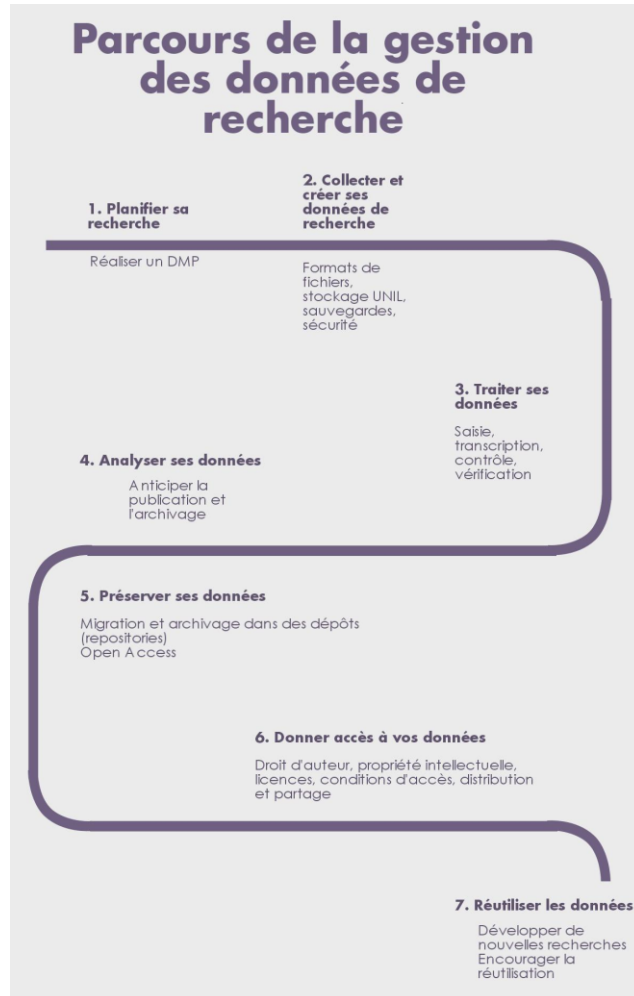 Parcours de la gestion
des données de
recherche
1. Planifier sa
recherche
Réaliser un DMP
2. Collecter et
créer ses
données de
recherche
Formats de
fichiers,
stockage UNIL,
sauvegardes,
sécurité
3. Traiter ses
données
Saisie,
transcription,
contrôle,
vérification
4. Analyser ses données
Anticiper la
publication et
l'archivage
5. Préserver ses données
Migration et archivage dans des dépôts
(repositories)
Open Access
6. Donner accès à vos données
Droit d'auteur, propriété intellectuelle,
licences, conditions d'accès, distribution
et partage
7. Réutiliser les données
Développer de
nouvelles recherches
Encourager la
réutilisation